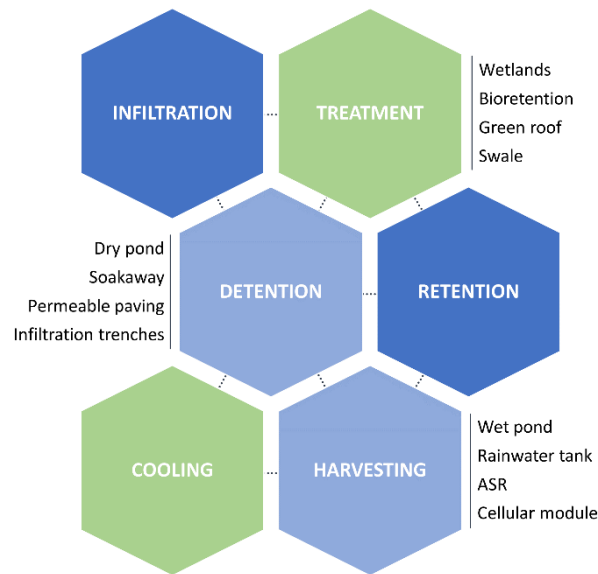 INFILTRATION
TREATMENT
Wetlands
Bioretention
Green roof
Swale
Dry pond
Soakaway
Permeable paving
Infiltration trenches
DETENTION
RETENTION
COOLING
HARVESTING
Wet pond
Rainwater tank
ASR
Cellular module